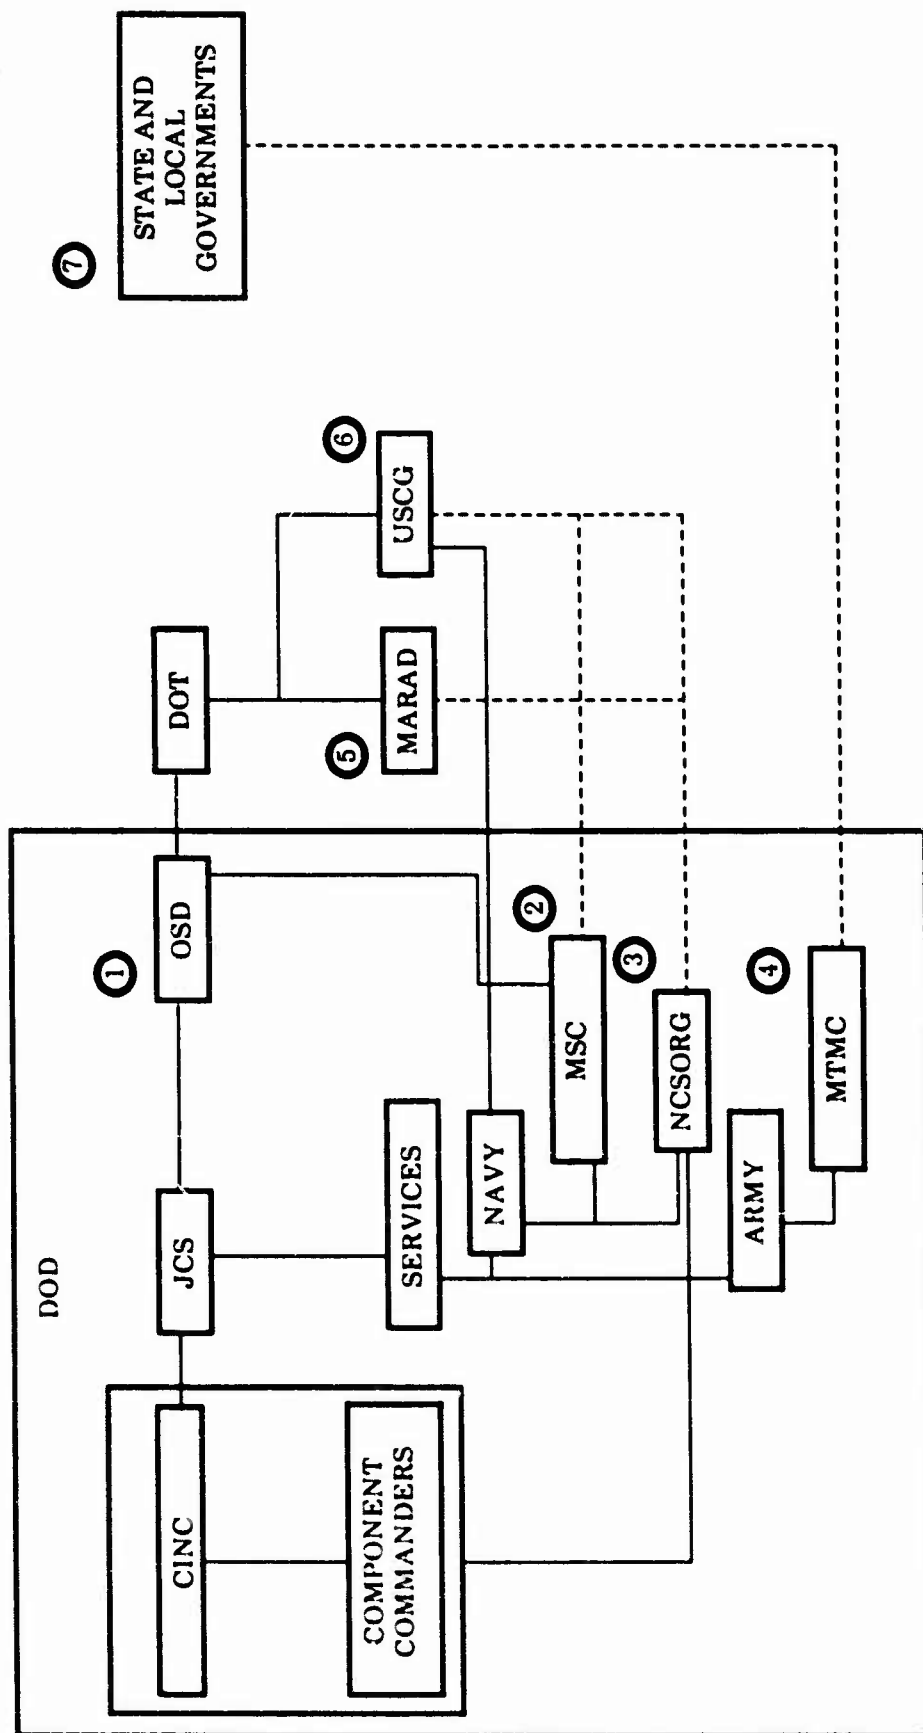 DOD
CINC
COMPONENT
COMMANDERS
JCS
1
OSD
DOT
7
STATE AND
LOCAL
GOVERNMENTS
SERVICES
5
MARAD
6
USCG
NAVY
2
MSC
3
NCSORG
ARMY
4
MTMC